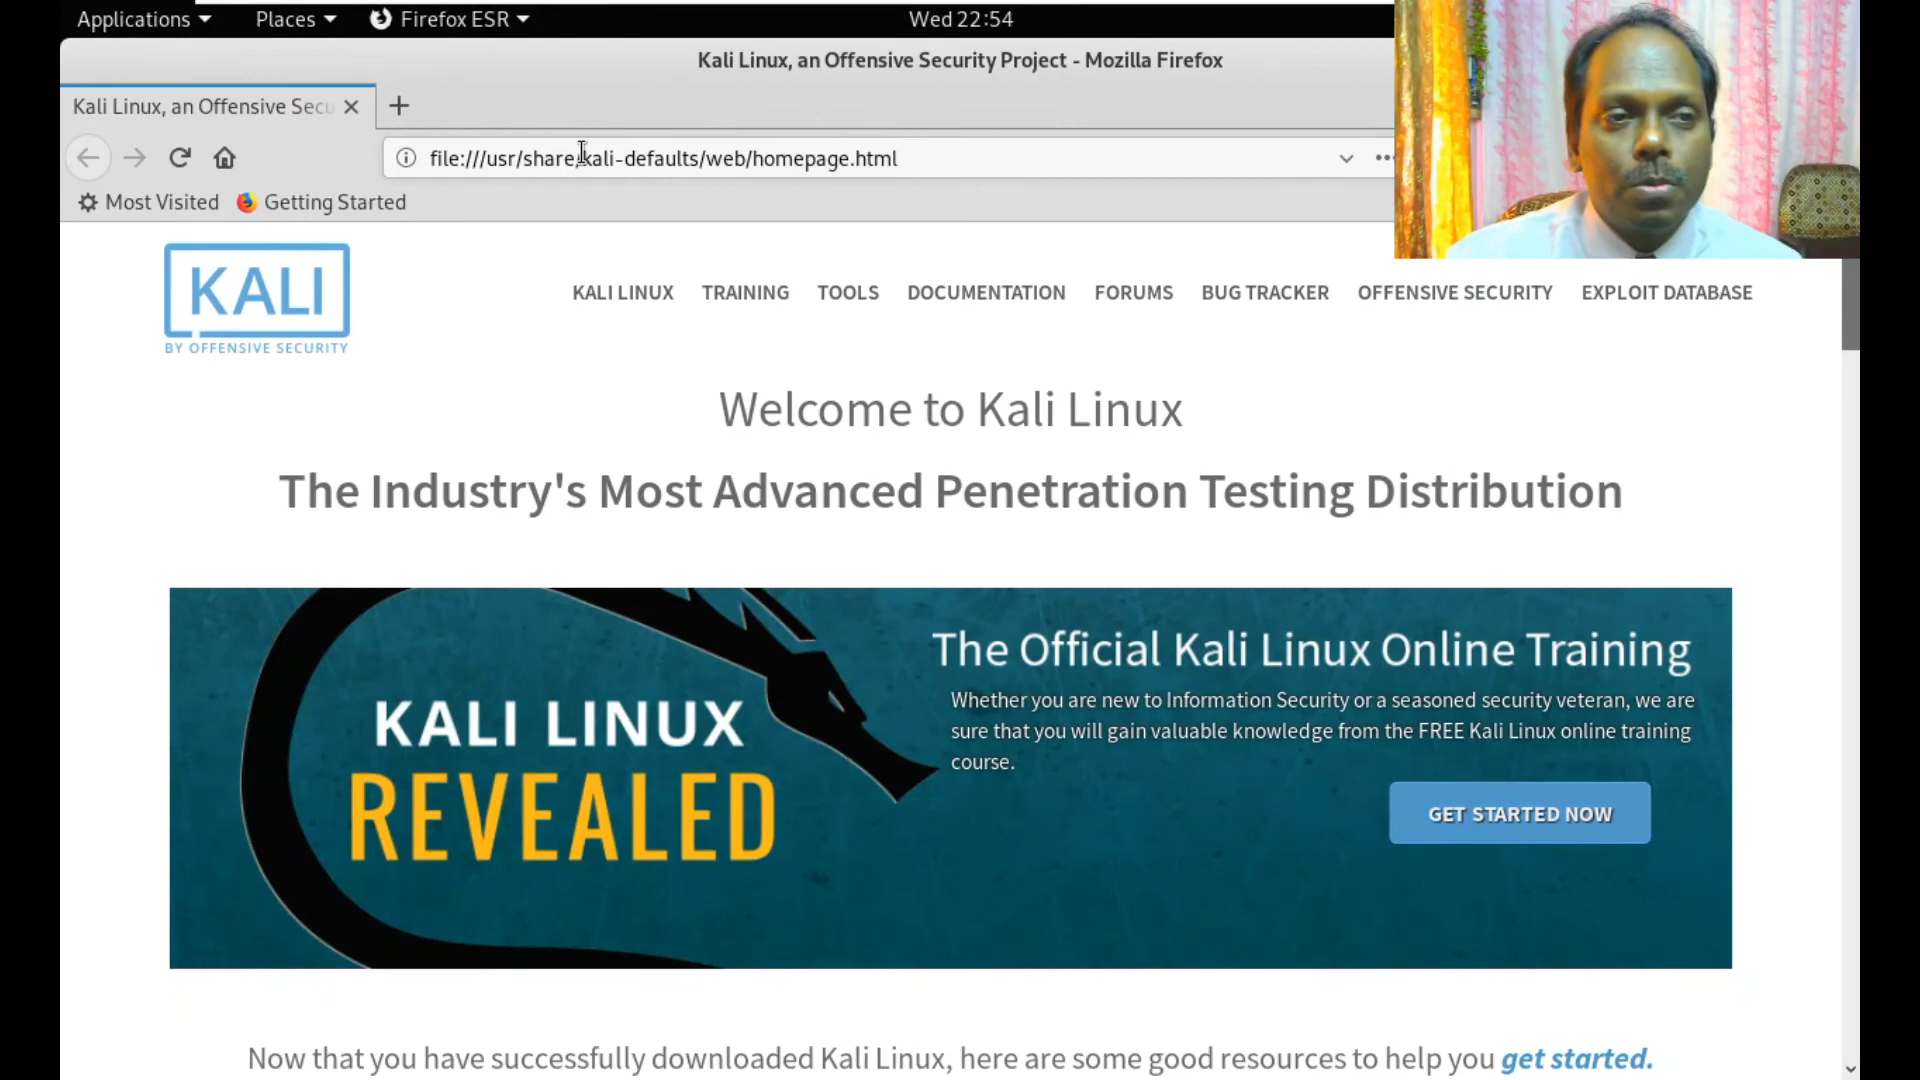 Applications Places Firefox ESR Wed 22:54
Kali Linux, an Offensive Security Project - Mozilla Firefox
Kali Linux, an Offensive Secu
file:///usr/share/kali-defaults/web/homepage.html
Most Visited Getting Started
KALI
BY OFFENSIVE SECURITY
KALI LINUX TRAINING TOOLS DOCUMENTATION FORUMS BUG TRACKER OFFENSIVE SECURITY EXPLOIT DATABASE
Welcome to Kali Linux
The Industry's Most Advanced Penetration Testing Distribution
KALI LINUX
REVEALED
The Official Kali Linux Online Training
Whether you are new to Information Security or a seasoned security veteran, we are
sure that you will gain valuable knowledge from the FREE Kali Linux online training
course.
GET STARTED NOW
Now that you have successfully downloaded Kali Linux, here are some good resources to help you get started.